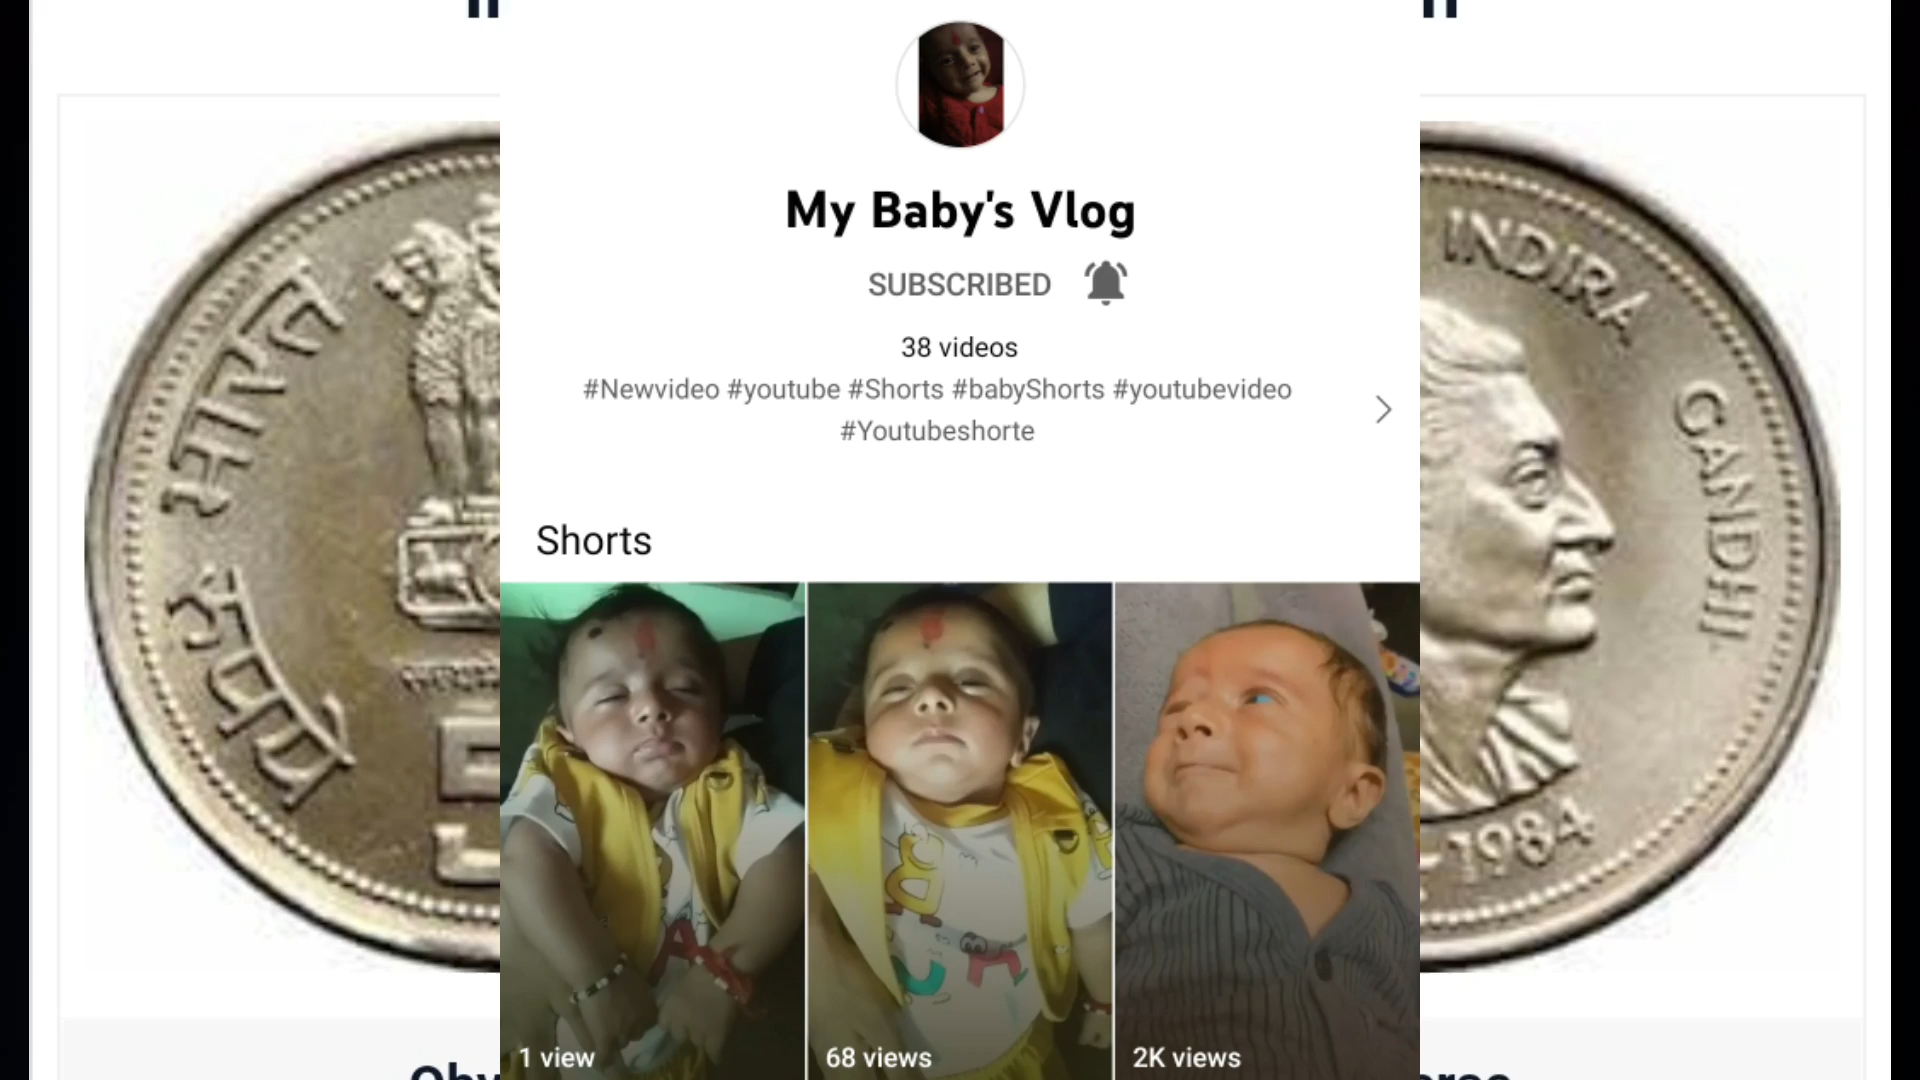 My Baby's Vlog
SUBSCRIBED
38 videos
#Newvideo #youtube #Shorts #babyShorts #youtubevideo
#Youtubeshorte
Shorts
1 view
68 views
2K views
भारत
रुपये
INDIRA
GANDHI
-1984